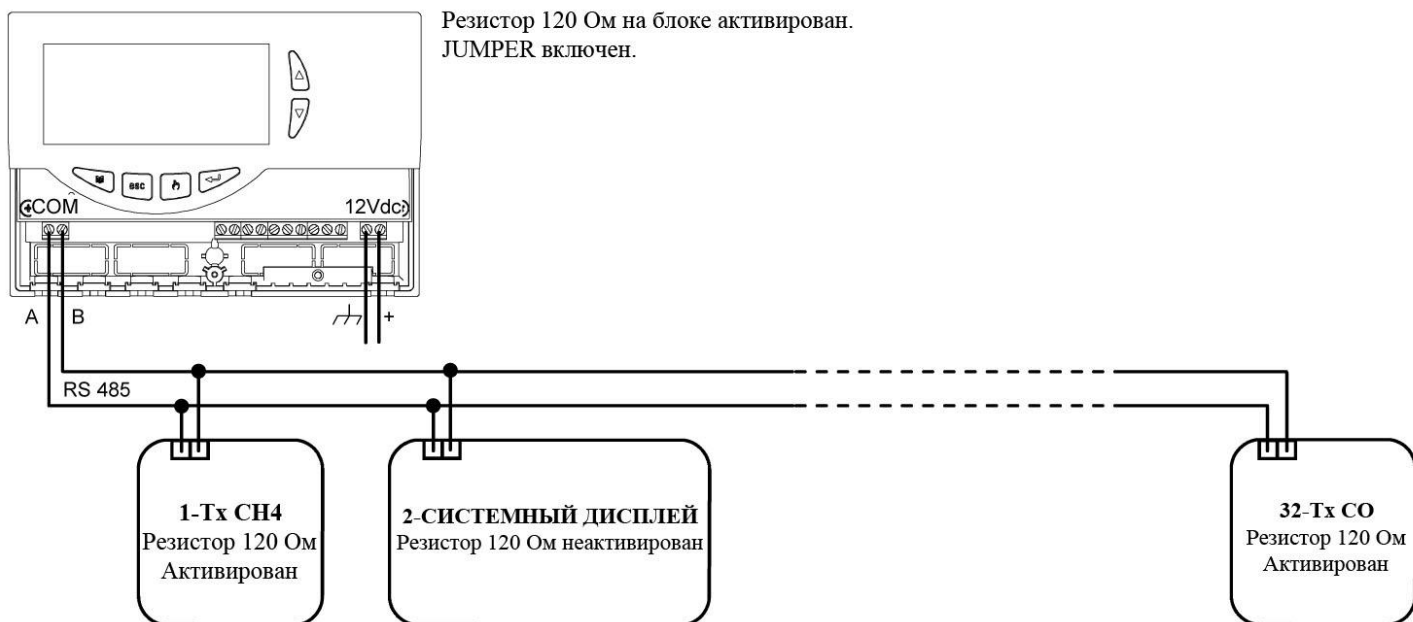 Резистор 120 Ом на блоке активирован.
JUMPER включен.
esc
COM
12Vdc
A B
+
RS 485
1-Tx CH4
Резистор 120 Ом
Активирован
2-СИСТЕМНЫЙ ДИСПЛЕЙ
Резистор 120 Ом неактивирован
32-Tx CO
Резистор 120 Ом
Активирован